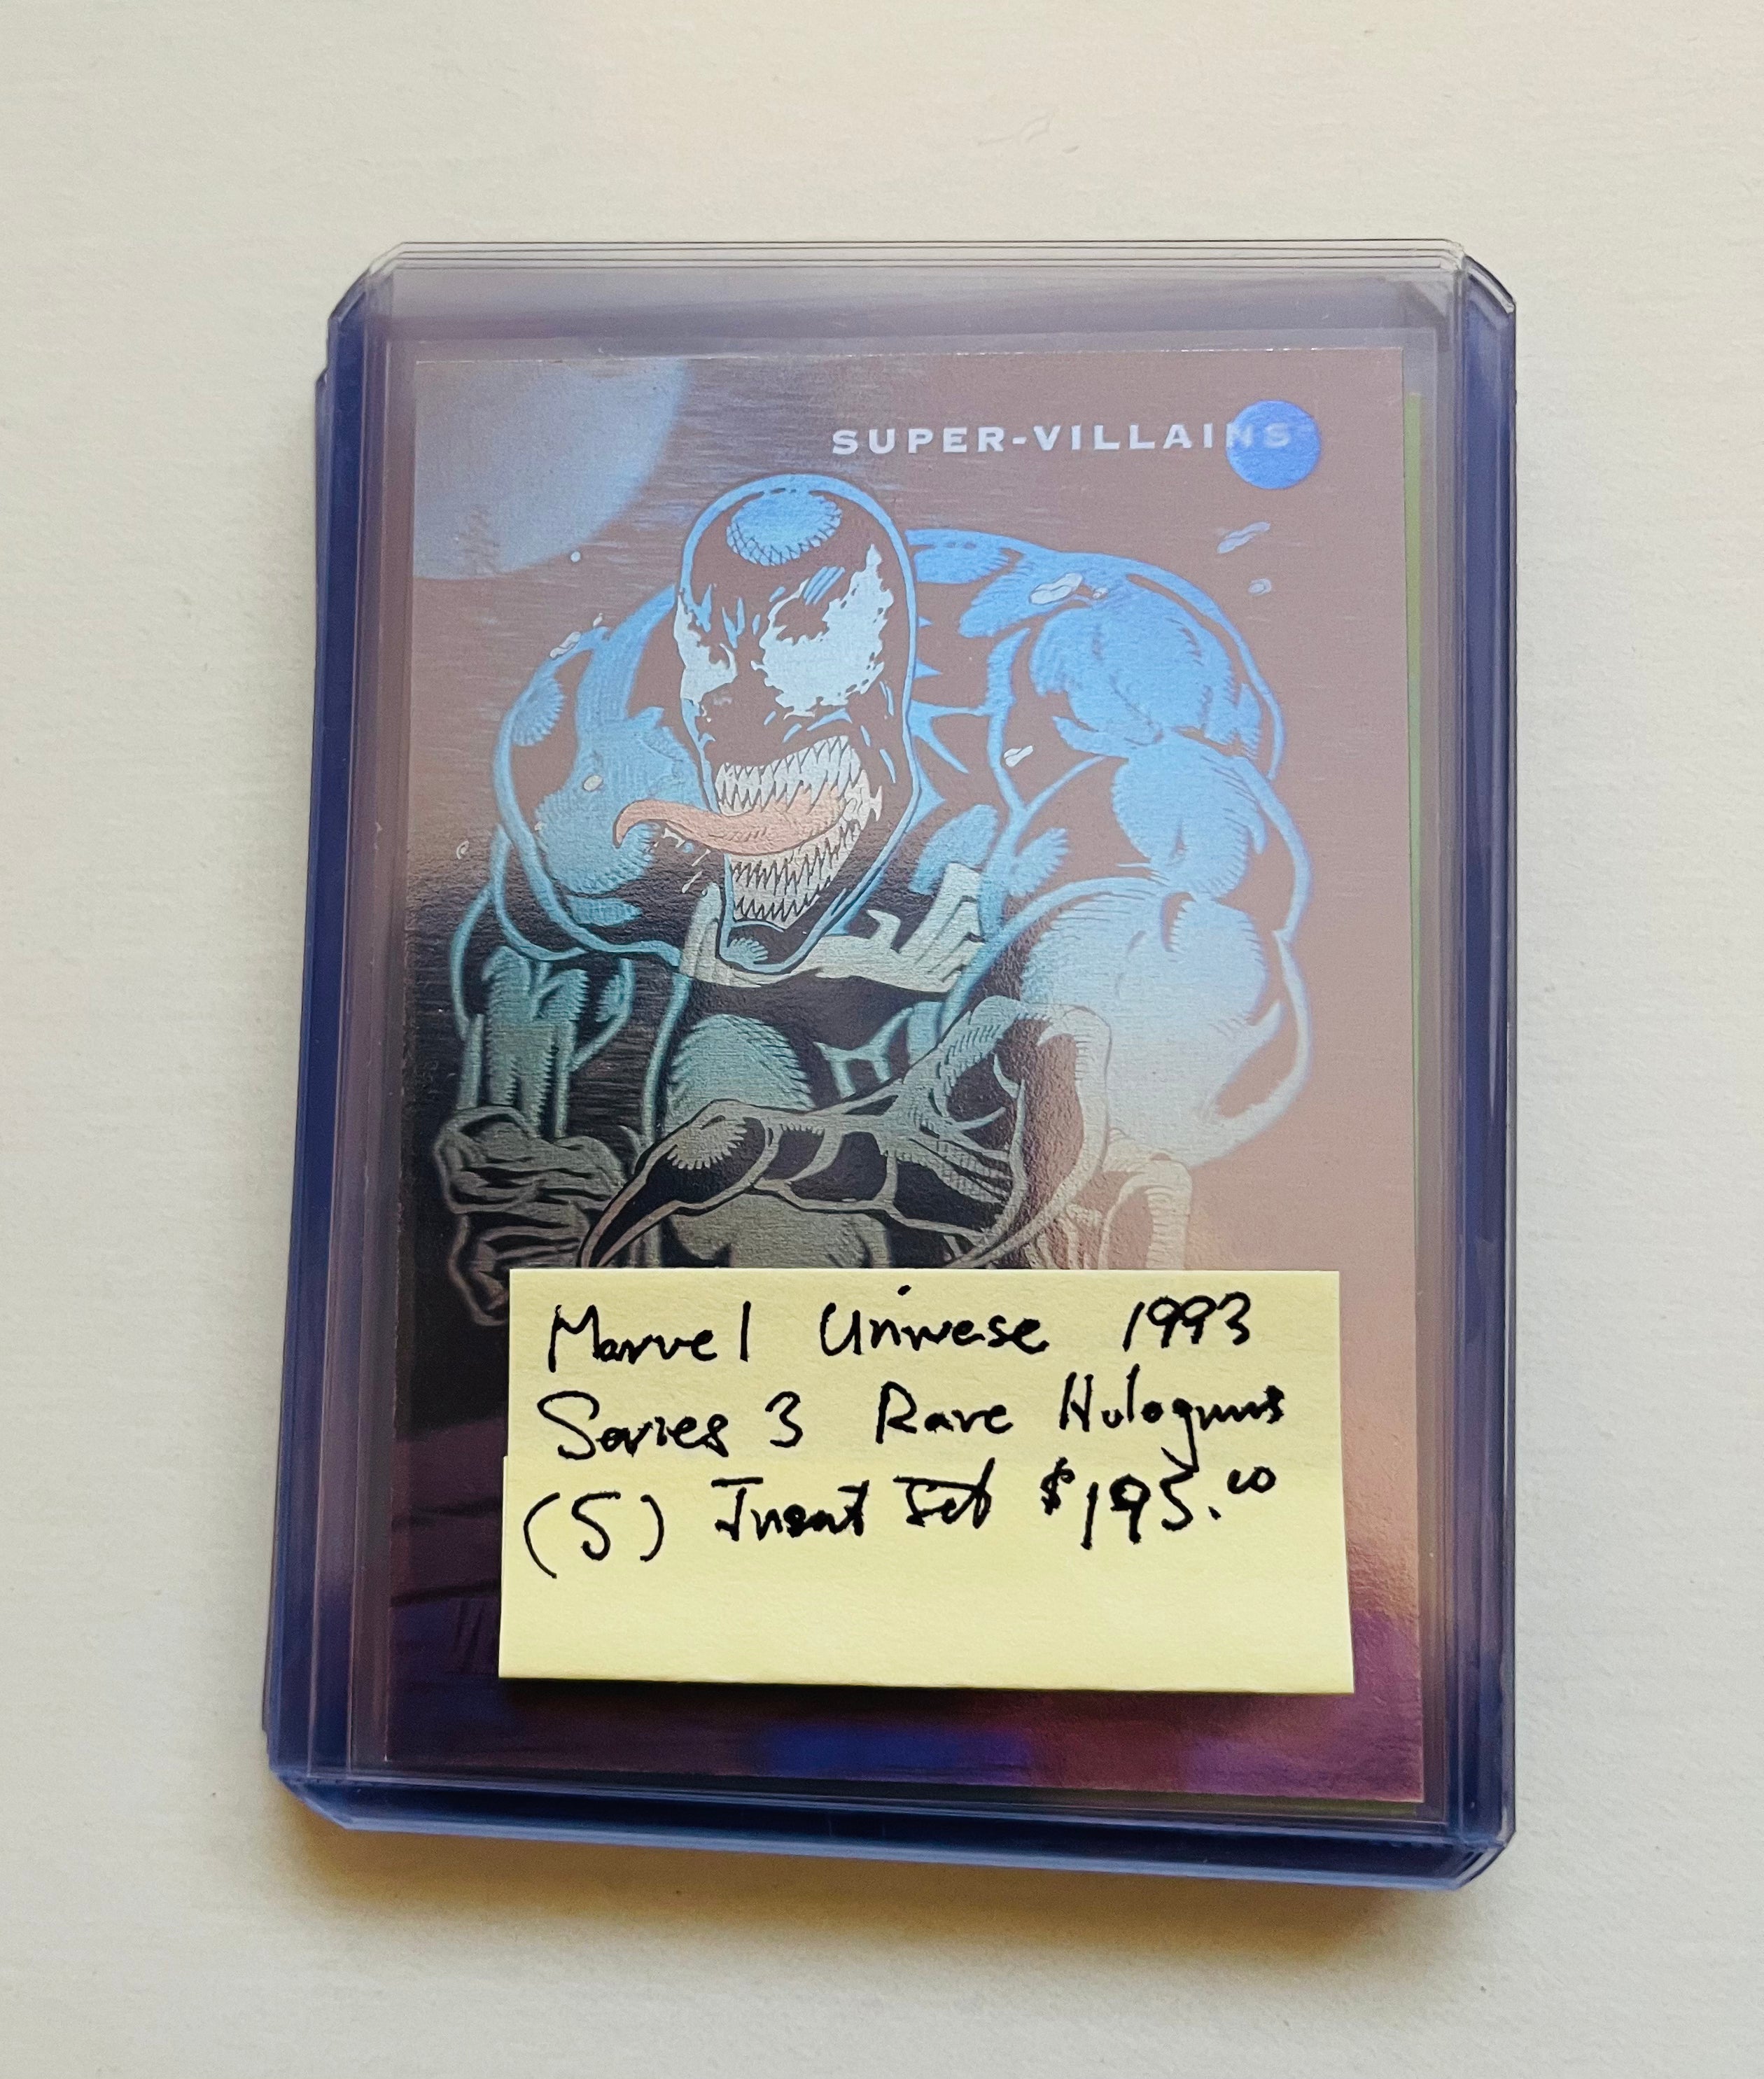 SUPER-VILLAINS
Marvel Universe 1993
Series 3 Rare Holograms
(5) Insert Set $195.00